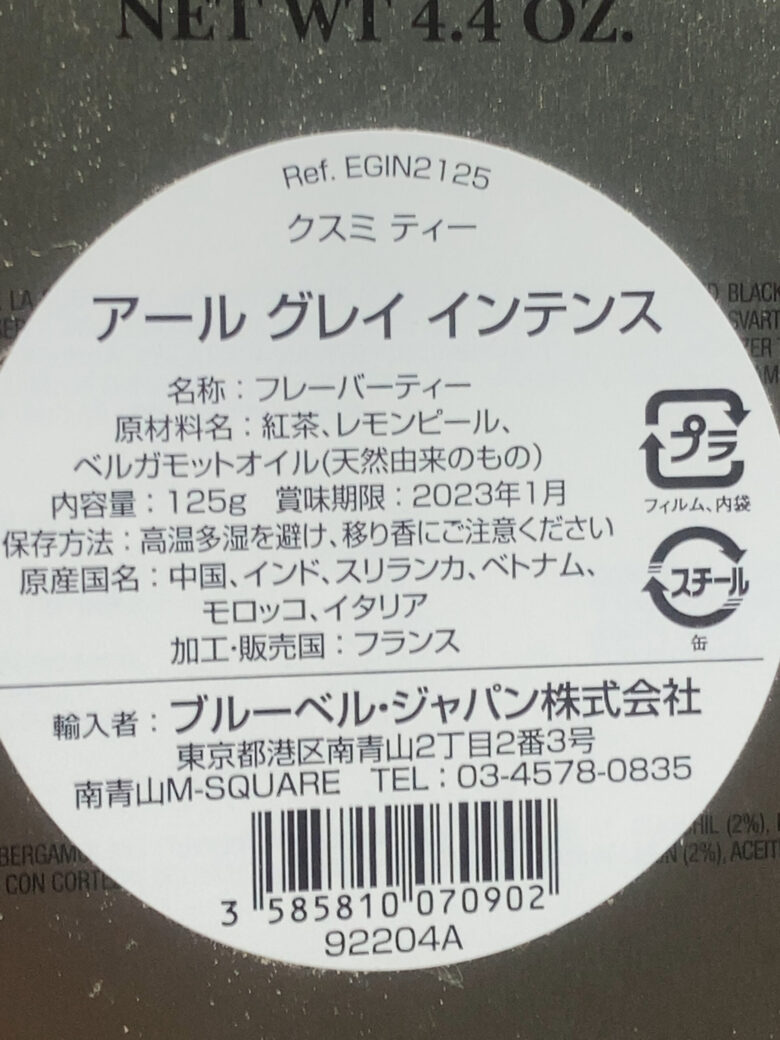 NET WT 4.4 OZ.
Ref. EGIN2125
クスミ ティー
アール グレイ インテンス
名称：フレーバーティー
原材料名：紅茶、レモンピール、
ベルガモットオイル(天然由来のもの)
内容量：125g 賞味期限：2023年1月
保存方法：高温多湿を避け、移り香にご注意ください
原産国名：中国、インド、スリランカ、ベトナム、
モロッコ、イタリア
加工・販売国：フランス
プラ
フィルム、内袋
スチール
缶
輸入者：ブルーベル・ジャパン株式会社
東京都港区南青山2丁目2番3号
南青山M-SQUARE TEL：03-4578-0835
3 585810 070902
92204A
LA
BLACK
SVART
(2%),
(2%), ACEIT
BERGAM
CON CORTE